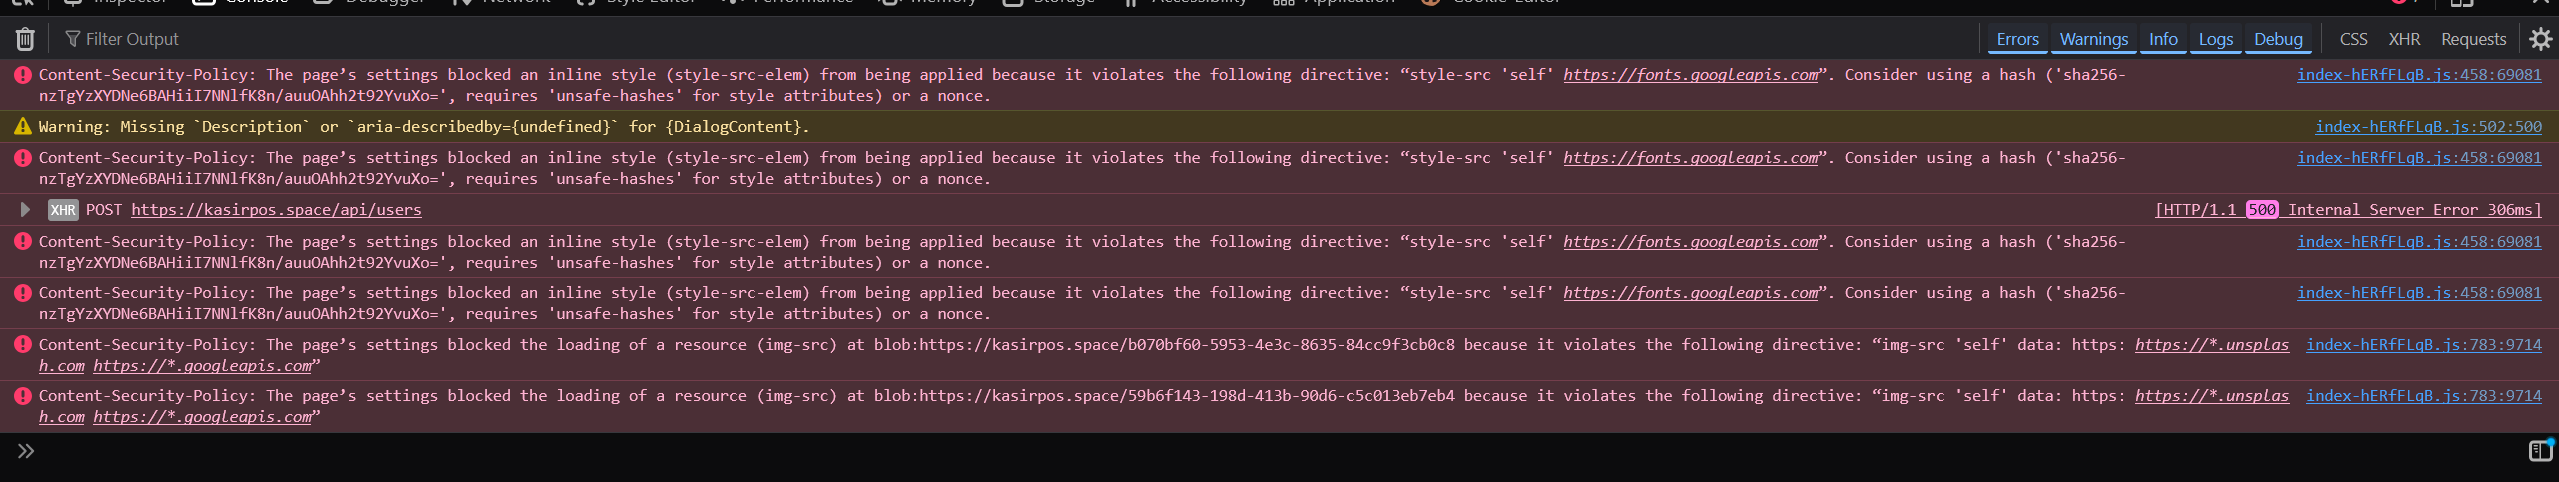 Inspector Console Debugger Network Style Editor Performance Memory Storage Accessibility Application Cookie-Editor
Filter Output Errors Warnings Info Logs Debug CSS XHR Requests
Content-Security-Policy: The page’s settings blocked an inline style (style-src-elem) from being applied because it violates the following directive: “style-src 'self' https://fonts.googleapis.com”. Consider using a hash ('sha256- index-hERfFLqB.js:458:69081
nzTgYzXYDNe6BAHiiI7NNlfK8n/auuOAhh2t92YvuXo=', requires 'unsafe-hashes' for style attributes) or a nonce.
Warning: Missing `Description` or `aria-describedby={undefined}` for {DialogContent}. index-hERfFLqB.js:502:500
Content-Security-Policy: The page’s settings blocked an inline style (style-src-elem) from being applied because it violates the following directive: “style-src 'self' https://fonts.googleapis.com”. Consider using a hash ('sha256- index-hERfFLqB.js:458:69081
nzTgYzXYDNe6BAHiiI7NNlfK8n/auuOAhh2t92YvuXo=', requires 'unsafe-hashes' for style attributes) or a nonce.
XHR POST https://kasirpos.space/api/users [HTTP/1.1 500 Internal Server Error 306ms]
Content-Security-Policy: The page’s settings blocked an inline style (style-src-elem) from being applied because it violates the following directive: “style-src 'self' https://fonts.googleapis.com”. Consider using a hash ('sha256- index-hERfFLqB.js:458:69081
nzTgYzXYDNe6BAHiiI7NNlfK8n/auuOAhh2t92YvuXo=', requires 'unsafe-hashes' for style attributes) or a nonce.
Content-Security-Policy: The page’s settings blocked an inline style (style-src-elem) from being applied because it violates the following directive: “style-src 'self' https://fonts.googleapis.com”. Consider using a hash ('sha256- index-hERfFLqB.js:458:69081
nzTgYzXYDNe6BAHiiI7NNlfK8n/auuOAhh2t92YvuXo=', requires 'unsafe-hashes' for style attributes) or a nonce.
Content-Security-Policy: The page’s settings blocked the loading of a resource (img-src) at blob:https://kasirpos.space/b070bf60-5953-4e3c-8635-84cc9f3cb0c8 because it violates the following directive: “img-src 'self' data: https: https://*.unsplas index-hERfFLqB.js:783:9714
h.com https://*.googleapis.com”
Content-Security-Policy: The page’s settings blocked the loading of a resource (img-src) at blob:https://kasirpos.space/59b6f143-198d-413b-90d6-c5c013eb7eb4 because it violates the following directive: “img-src 'self' data: https: https://*.unsplas index-hERfFLqB.js:783:9714
h.com https://*.googleapis.com”